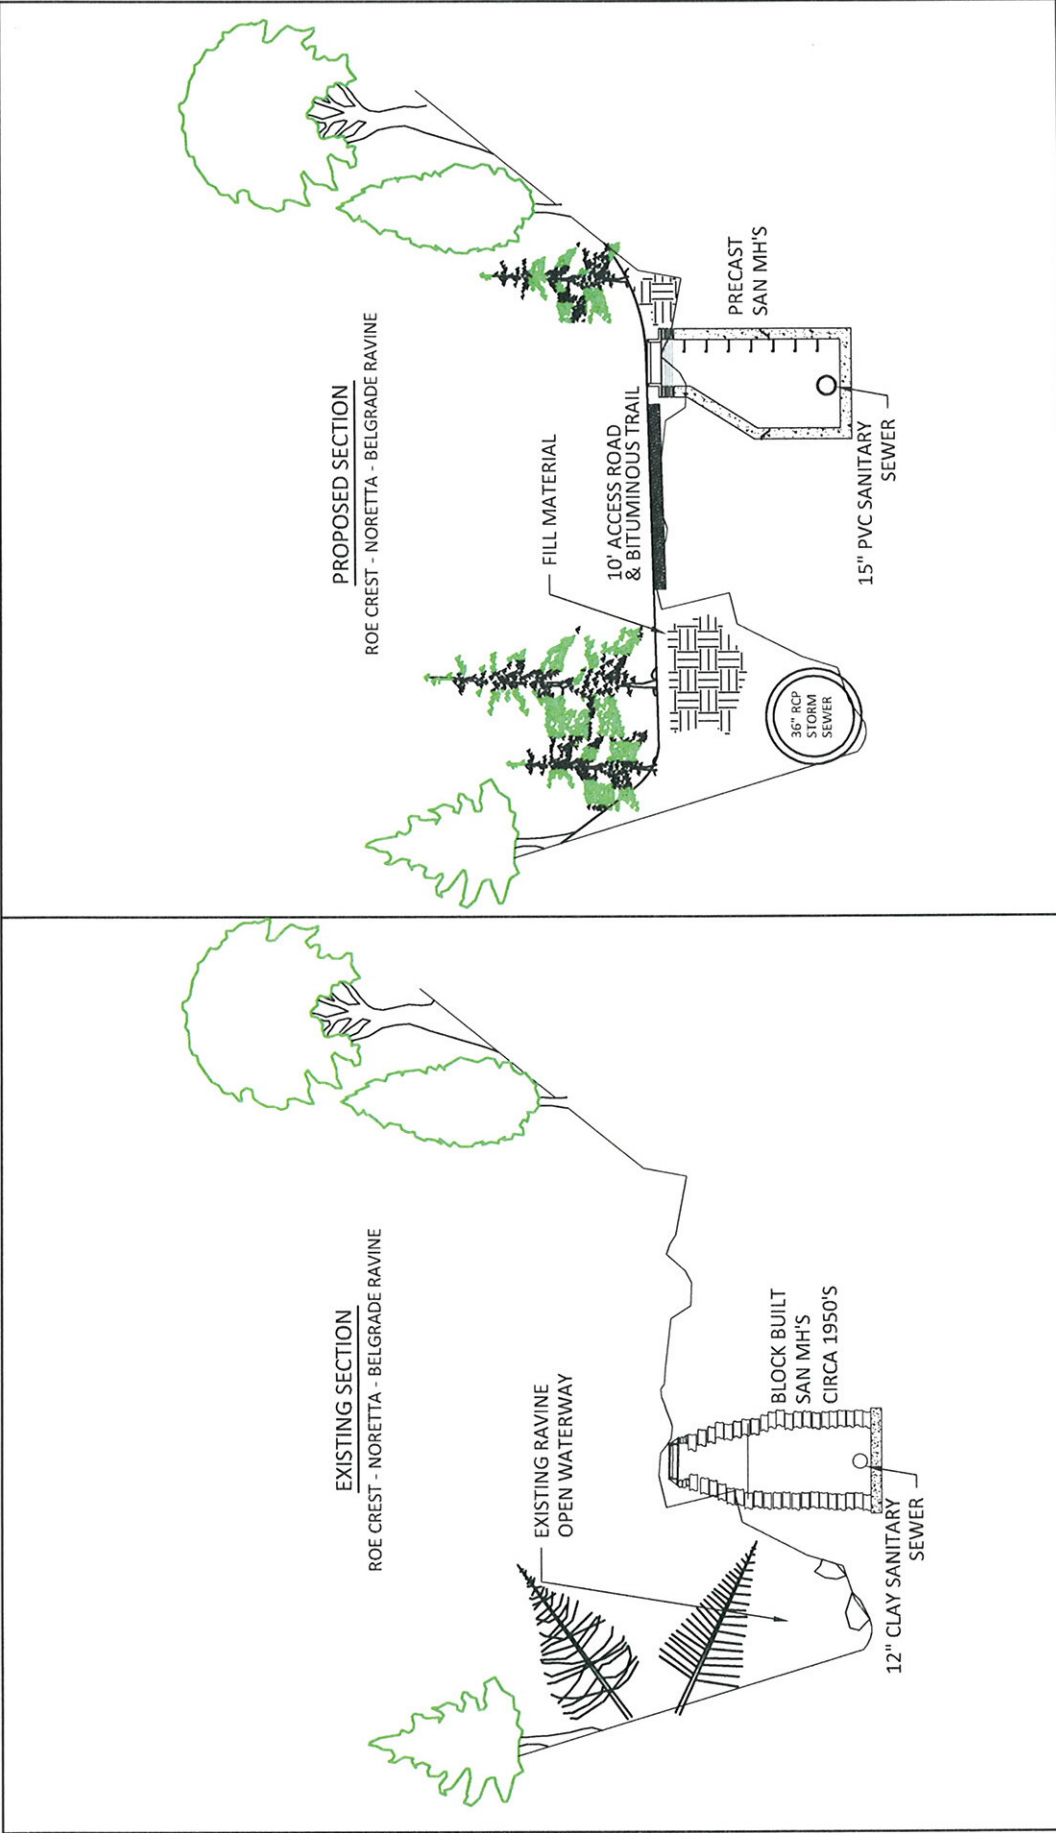 EXISTING SECTION
ROE CREST - NORETTA - BELGRADE RAVINE
EXISTING RAVINE
OPEN WATERWAY
BLOCK BUILT
SAN MH'S
CIRCA 1950'S
12" CLAY SANITARY
SEWER
PROPOSED SECTION
ROE CREST - NORETTA - BELGRADE RAVINE
FILL MATERIAL
10' ACCESS ROAD
& BITUMINOUS TRAIL
PRECAST
SAN MH'S
36" RCP
STORM
SEWER
15" PVC SANITARY
SEWER